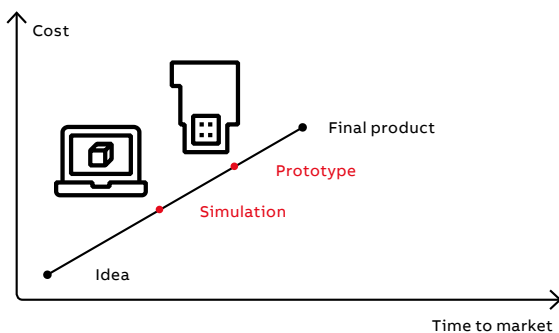 Cost
Final product
Prototype
Simulation
Idea
Time to market